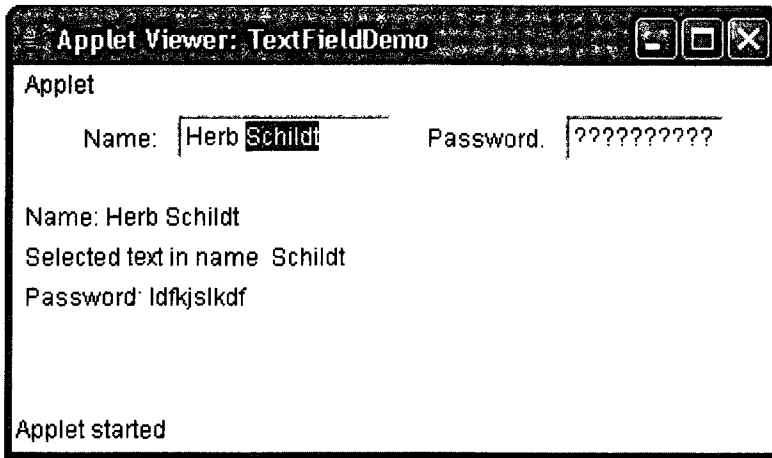 Applet Viewer: TextFieldDemo
Applet
Name: Herb Schildt Password. ??????????
Name: Herb Schildt
Selected text in name Schildt
Password: ldfkjslkdf
Applet started